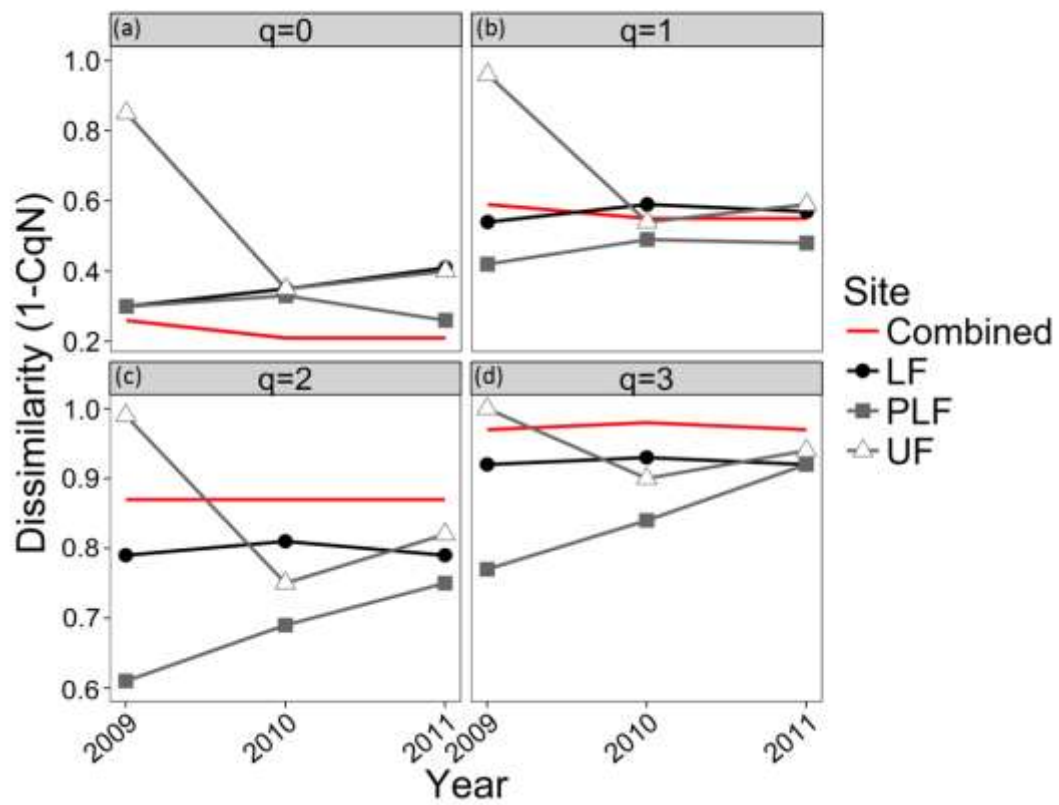 (a) q=0
(b) q=1
1.0
0.8
0.6
0.4
0.2
(c) q=2
(d) q=3
1.0
0.9
0.8
0.7
0.6
Dissimilarity (1-CqN)
2009
2010
2011
2009
2010
2011
Year
Site
Combined
LF
PLF
UF